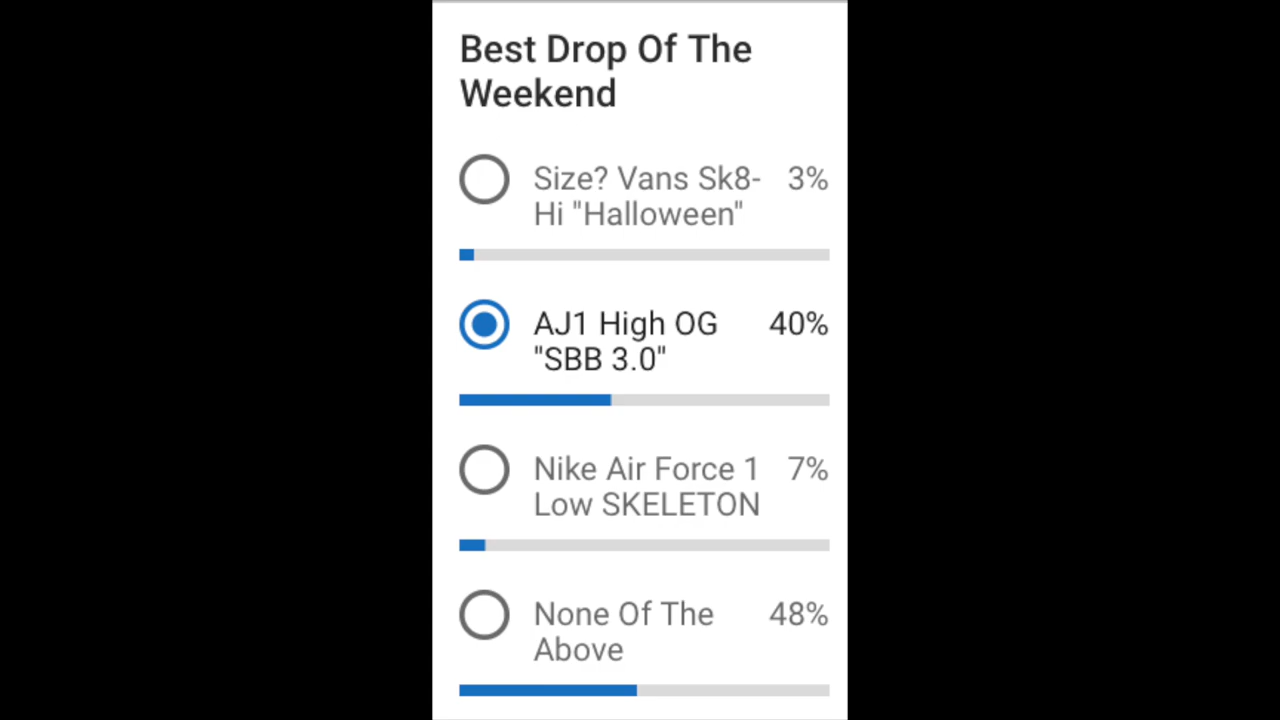 Best Drop Of The
Weekend
Size? Vans Sk8- 3%
Hi "Halloween"
AJ1 High OG 40%
"SBB 3.0"
Nike Air Force 1 7%
Low SKELETON
None Of The 48%
Above